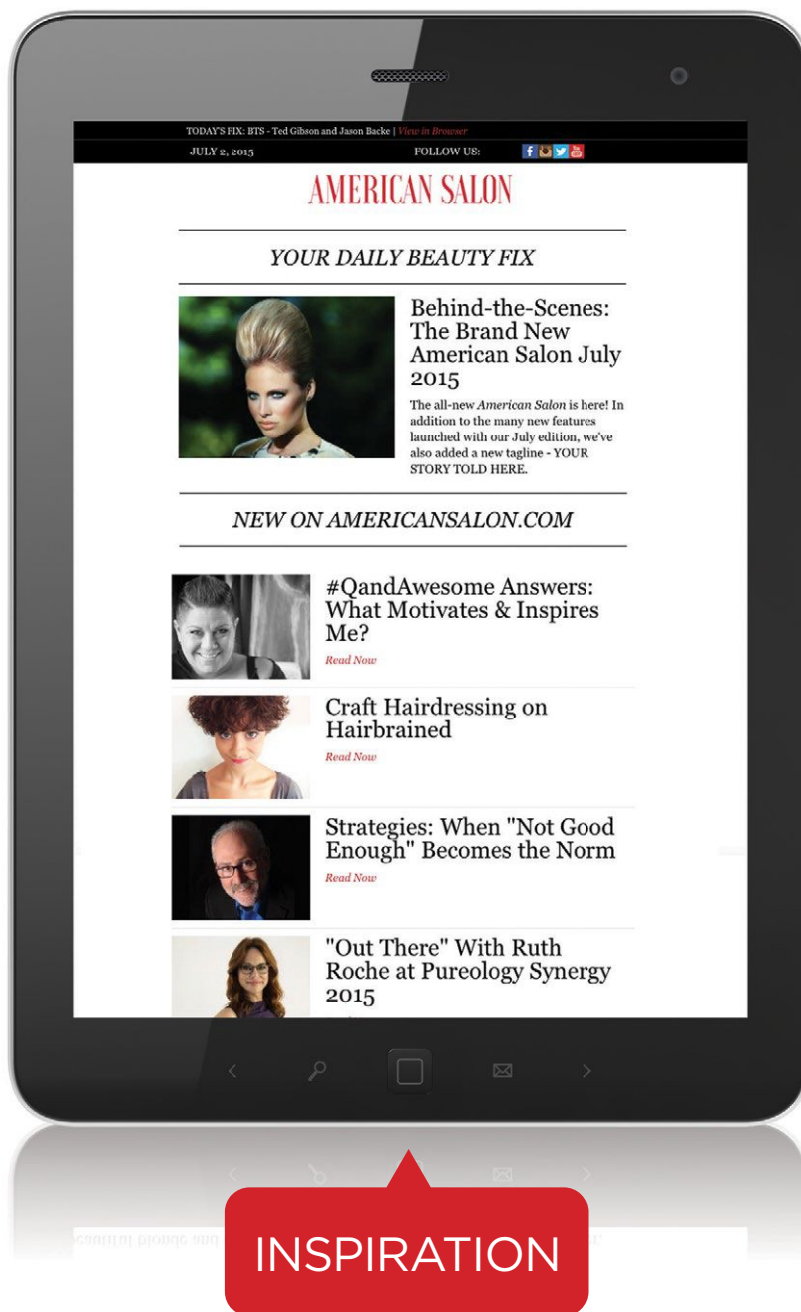 TODAY'S FIX: BTS - Ted Gibson and Jason Backe | View in Browser
JULY 2, 2015 FOLLOW US:
AMERICAN SALON
YOUR DAILY BEAUTY FIX
Behind-the-Scenes:
The Brand New
American Salon July
2015
The all-new American Salon is here! In
addition to the many new features
launched with our July edition, we've
also added a new tagline - YOUR
STORY TOLD HERE.
NEW ON AMERICANSALON.COM
#QandAwesome Answers:
What Motivates & Inspires
Me?
Read Now
Craft Hairdressing on
Hairbrained
Read Now
Strategies: When "Not Good
Enough" Becomes the Norm
Read Now
"Out There" With Ruth
Roche at Pureology Synergy
2015
INSPIRATION